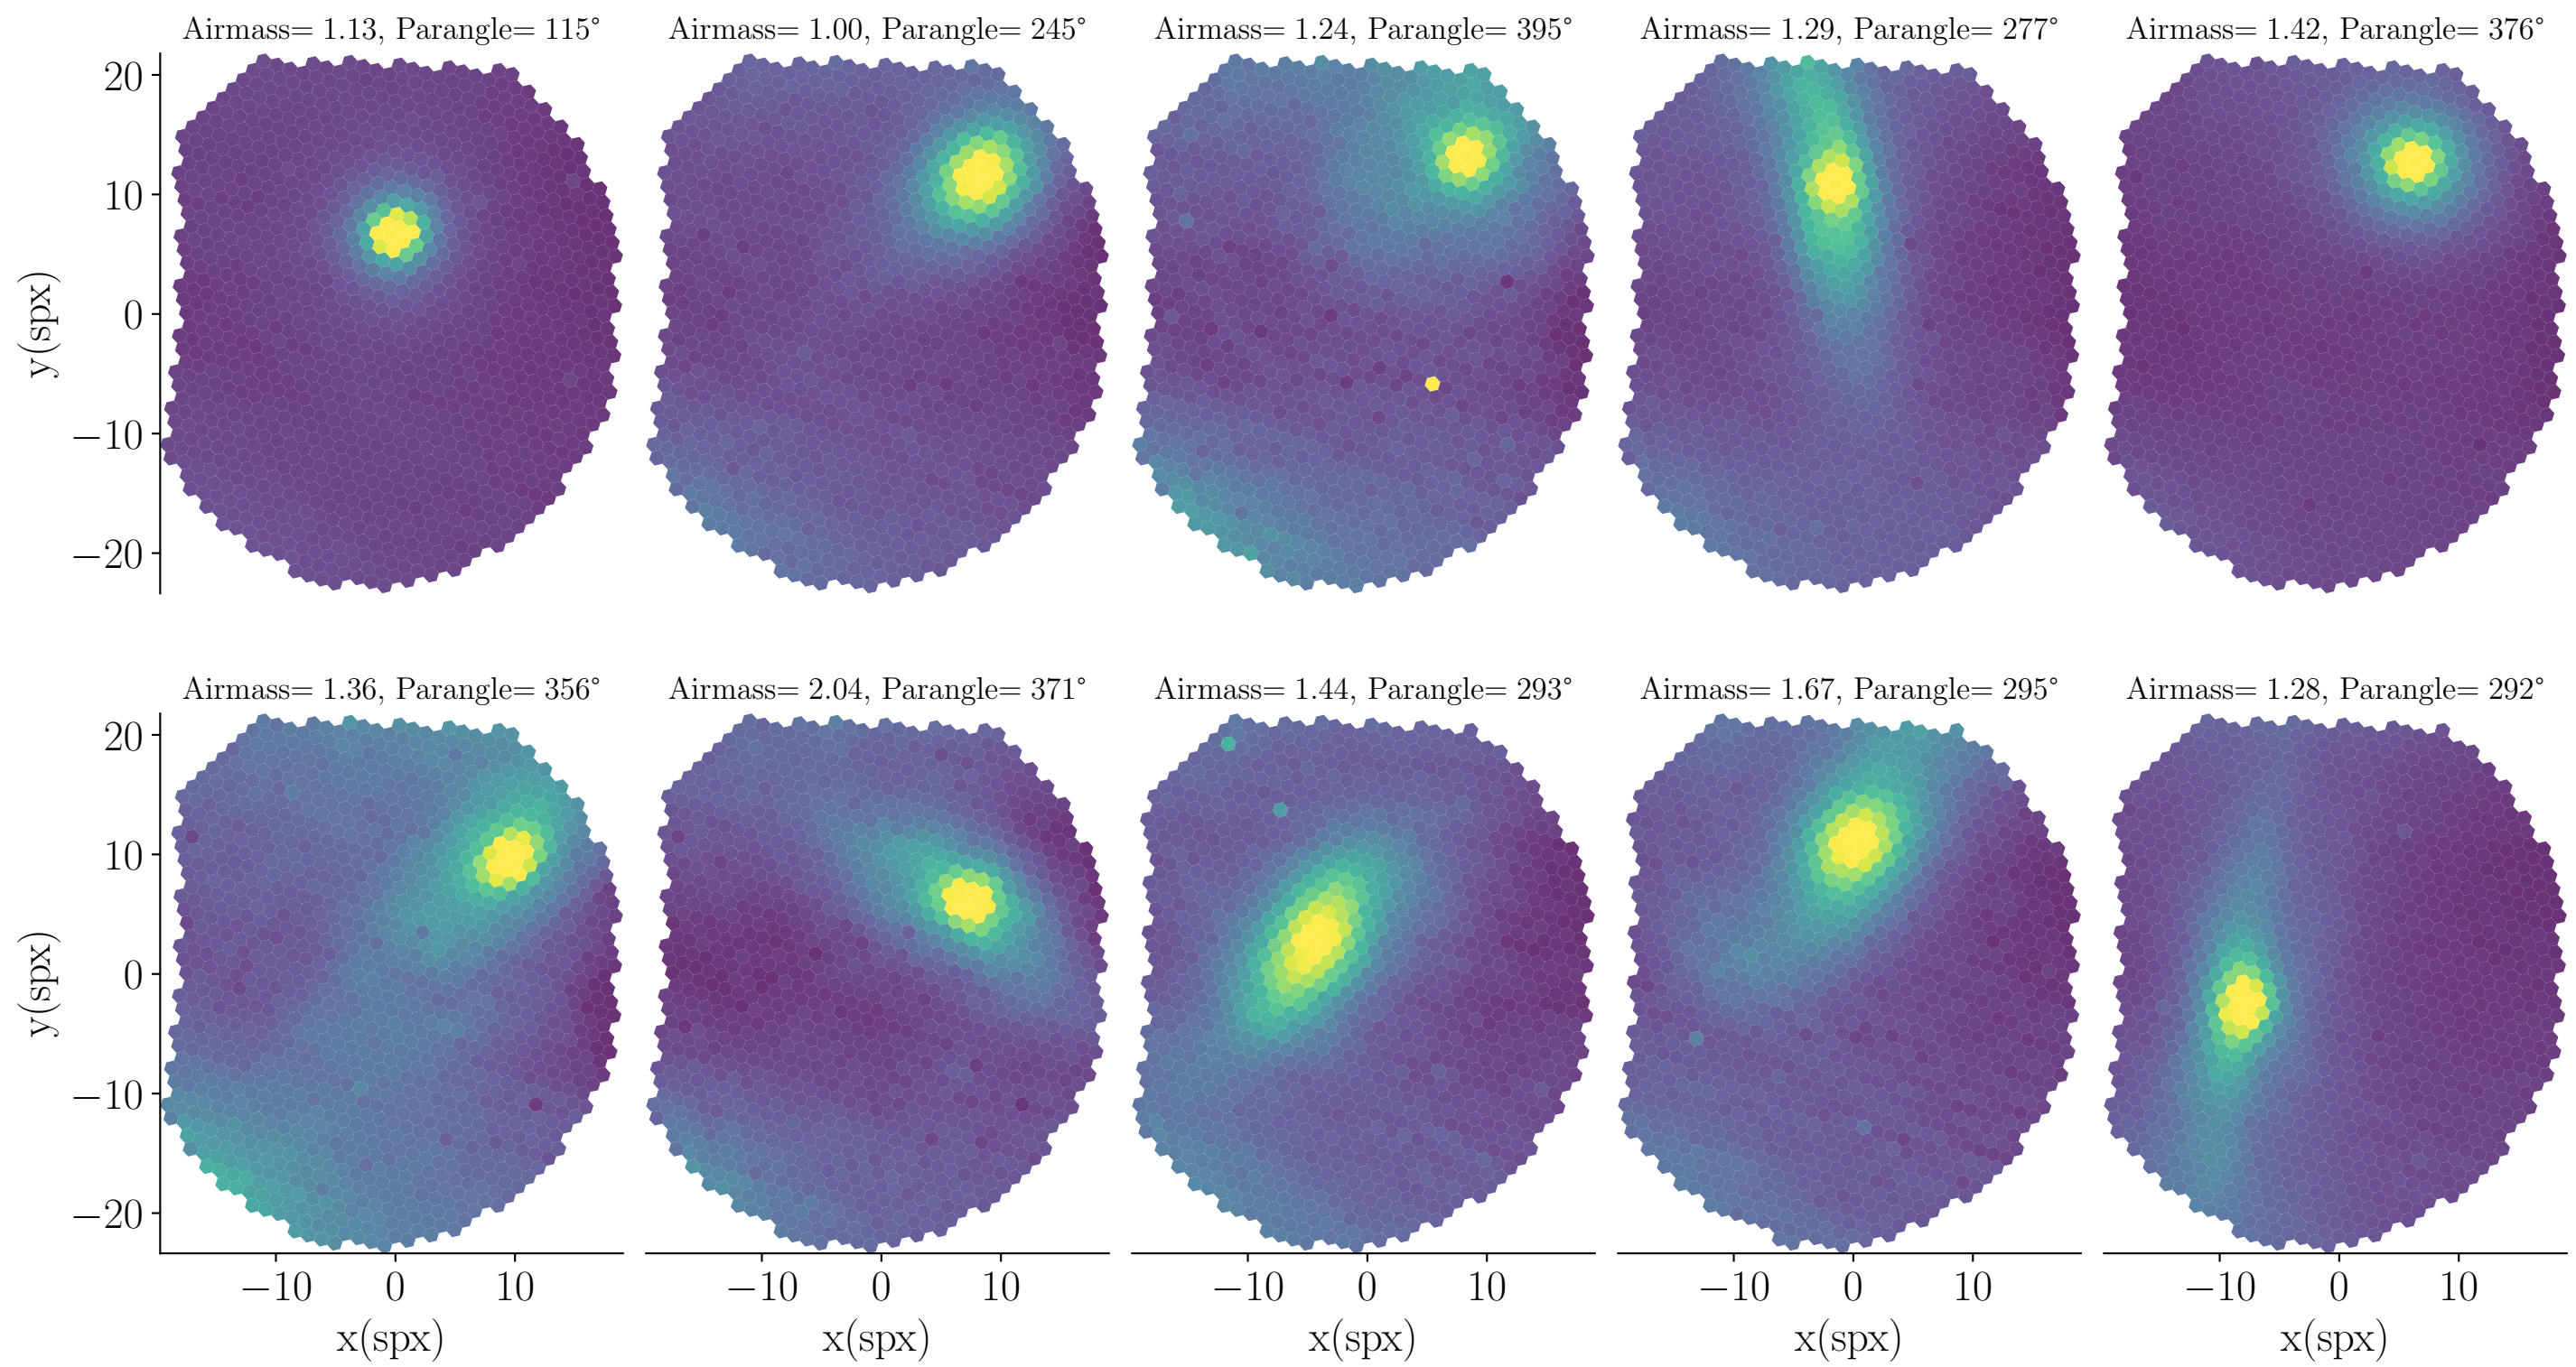 Airmass= 1.13, Parangle= 115°
Airmass= 1.00, Parangle= 245°
Airmass= 1.24, Parangle= 395°
Airmass= 1.29, Parangle= 277°
Airmass= 1.42, Parangle= 376°
20
10
0
−10
−20
y(spx)
Airmass= 1.36, Parangle= 356°
Airmass= 2.04, Parangle= 371°
Airmass= 1.44, Parangle= 293°
Airmass= 1.67, Parangle= 295°
Airmass= 1.28, Parangle= 292°
20
10
0
−10
−20
y(spx)
−10 0 10
−10 0 10
−10 0 10
−10 0 10
−10 0 10
x(spx)
x(spx)
x(spx)
x(spx)
x(spx)